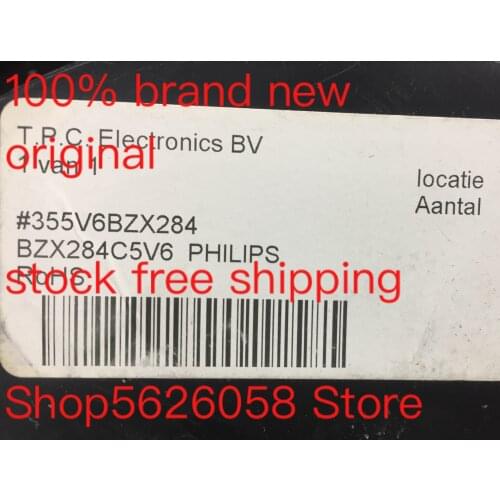 100% brand new
T.R.C. Electronics BV
original
1 van 1
locatie
Aantal
#355V6BZX284
BZX284C5V6 PHILIPS
RoHS
stock free shipping
Shop5626058 Store